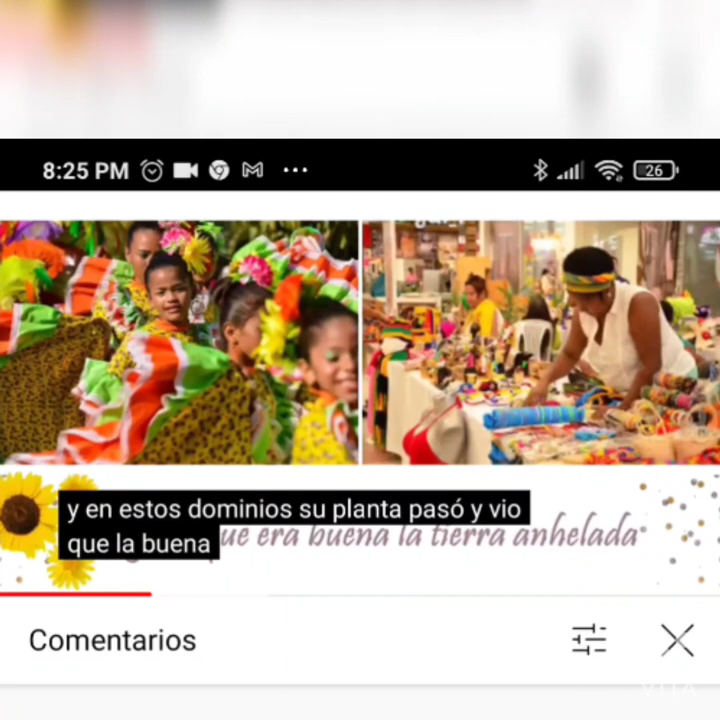 8:25 PM
26
y en estos dominios su planta pasó y vio
que la buena
ue era buena la tierra anhelada
Comentarios
VITA